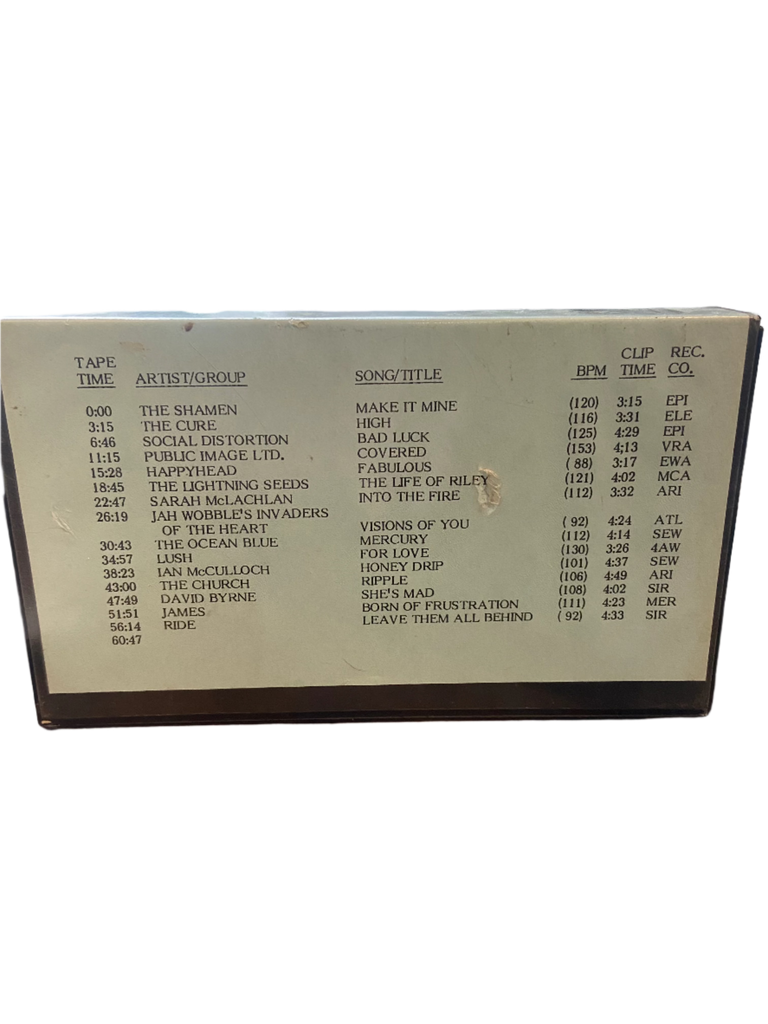 TAPE CLIP REC.
TIME ARTIST/GROUP SONG/TITLE BPM TIME CO.
0:00 THE SHAMEN MAKE IT MINE (120) 3:15 EPI
3:15 THE CURE HIGH (116) 3:31 ELE
6:46 SOCIAL DISTORTION BAD LUCK (125) 4:29 EPI
11:15 PUBLIC IMAGE LTD. COVERED (153) 4;13 VRA
15:28 HAPPYHEAD FABULOUS ( 88) 3:17 EWA
18:45 THE LIGHTNING SEEDS THE LIFE OF RILEY (121) 4:02 MCA
22:47 SARAH McLACHLAN INTO THE FIRE (112) 3:32 ARI
26:19 JAH WOBBLE'S INVADERS
OF THE HEART VISIONS OF YOU ( 92) 4:24 ATL
30:43 THE OCEAN BLUE MERCURY (112) 4:14 SEW
34:57 LUSH FOR LOVE (130) 3:26 4AW
38:23 IAN McCULLOCH HONEY DRIP (101) 4:37 SEW
43:00 THE CHURCH RIPPLE (106) 4:49 ARI
47:49 DAVID BYRNE SHE'S MAD (108) 4:02 SIR
51:51 JAMES BORN OF FRUSTRATION (111) 4:23 MER
56:14 RIDE LEAVE THEM ALL BEHIND ( 92) 4:33 SIR
60:47